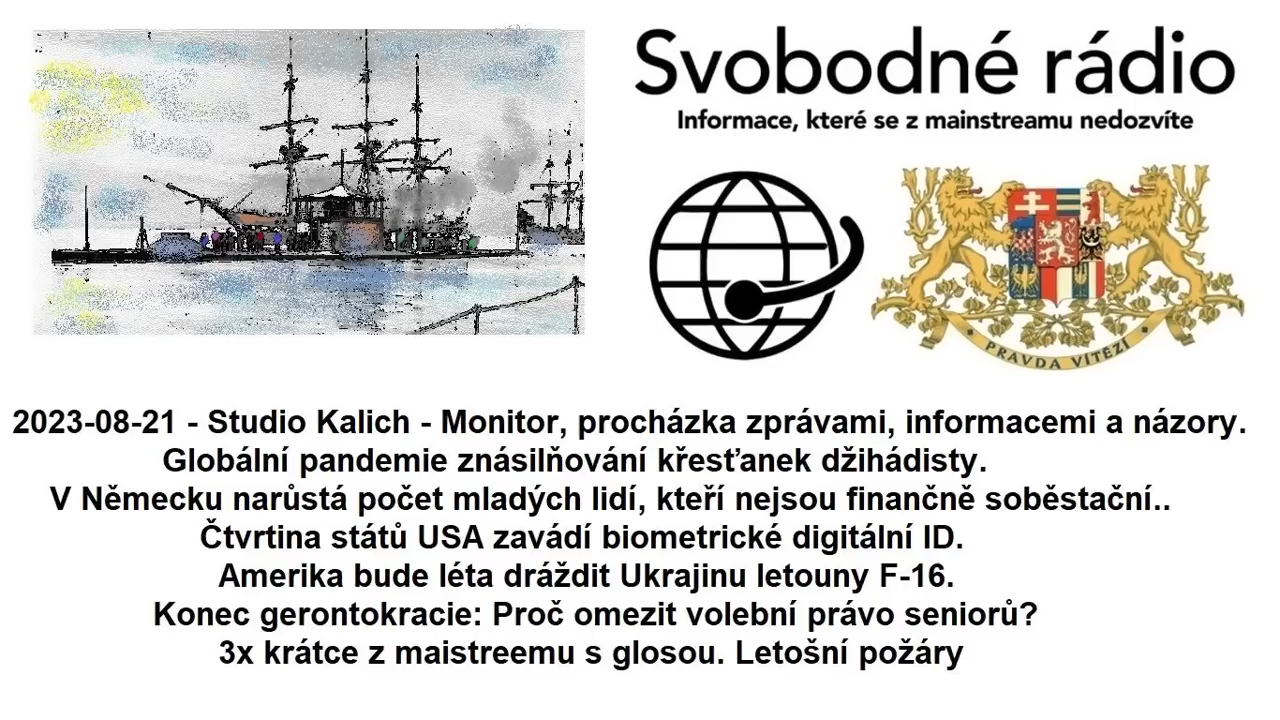 Svobodné rádio
Informace, které se z mainstreamu nedozvíte
PRAVDA VÍTĚZÍ
2023-08-21 - Studio Kalich - Monitor, procházka zprávami, informacemi a názory.
Globální pandemie znásilňování křesťanek džihádisty.
V Německu narůstá počet mladých lidí, kteří nejsou finančně soběstační..
Čtvrtina států USA zavádí biometrické digitální ID.
Amerika bude léta dráždit Ukrajinu letouny F-16.
Konec gerontokracie: Proč omezit volební právo seniorů?
3x krátce z maistreemu s glosou. Letošní požáry